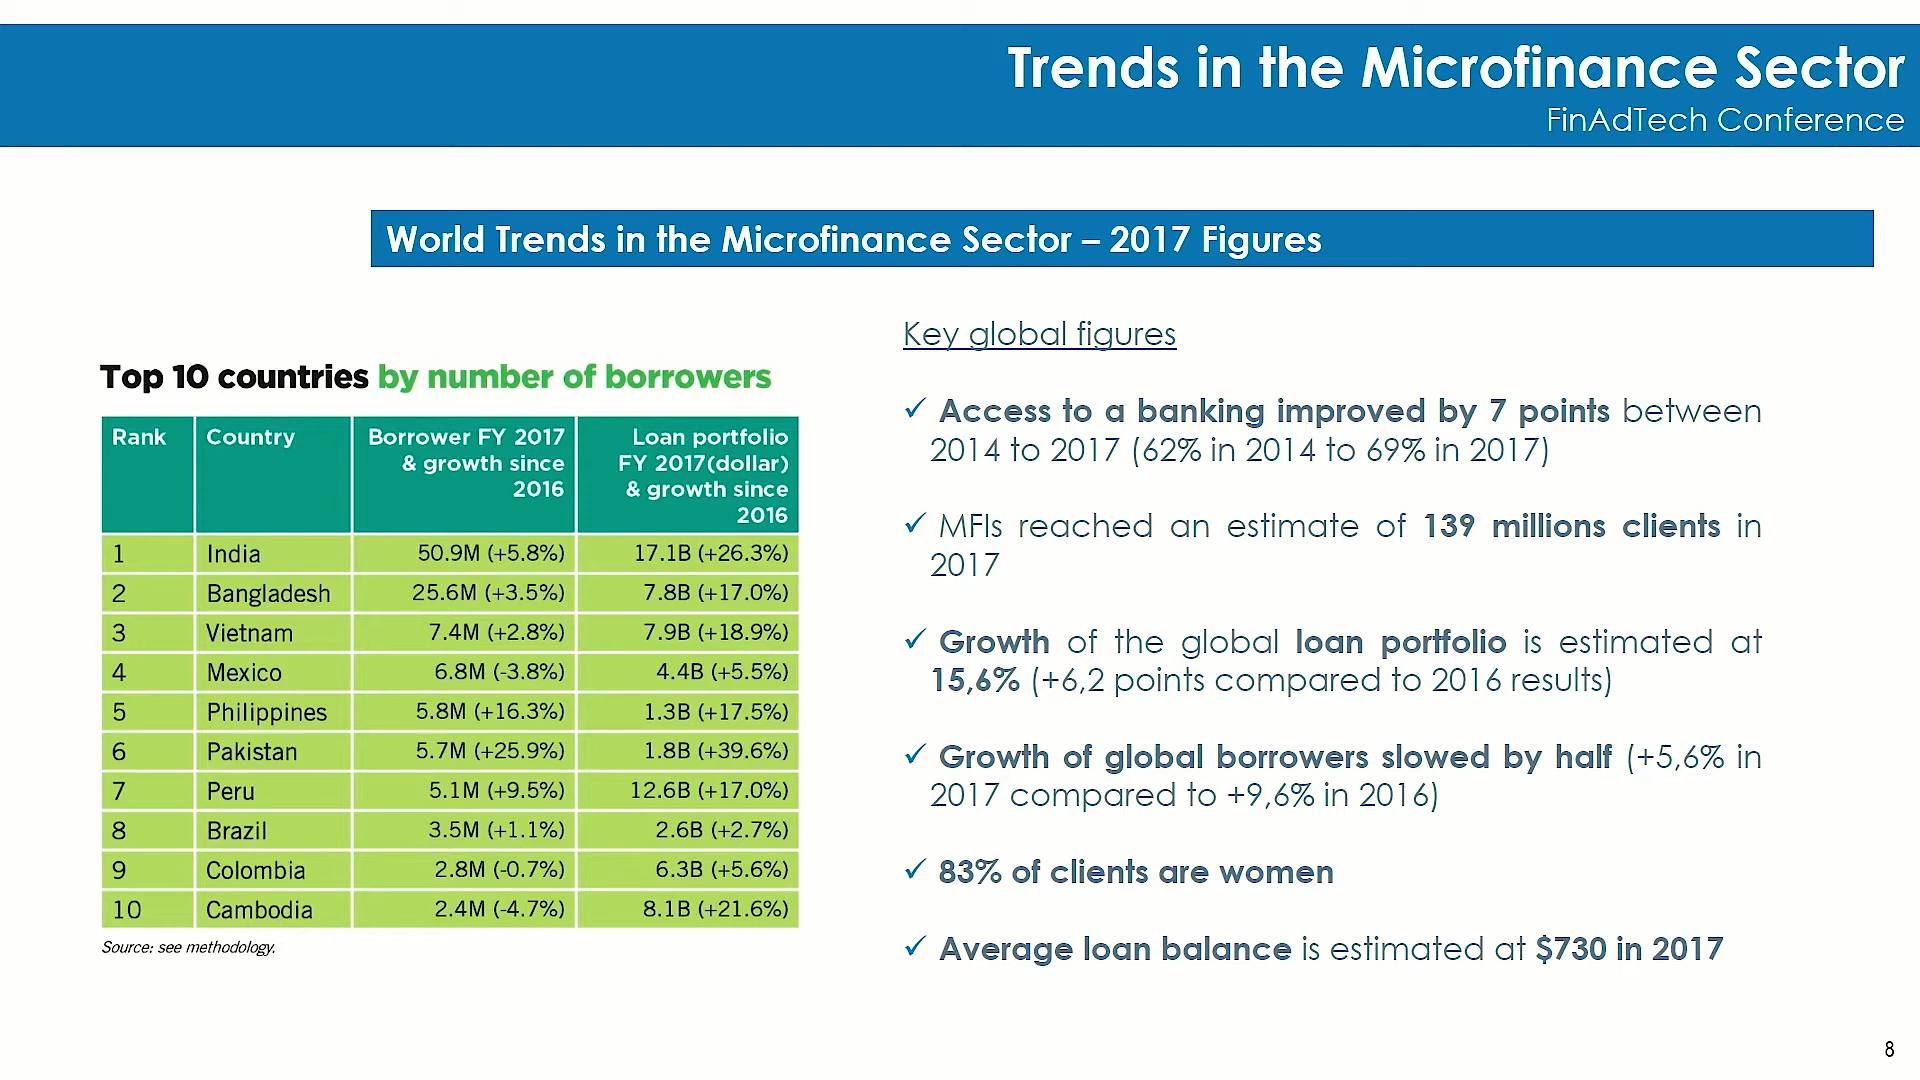 Trends in the Microfinance Sector
FinAdTech Conference
World Trends in the Microfinance Sector – 2017 Figures
Top 10 countries by number of borrowers
Rank Country Borrower FY 2017 & growth since 2016 Loan portfolio FY 2017(dollar) & growth since 2016
1 India 50.9M (+5.8%) 17.1B (+26.3%)
2 Bangladesh 25.6M (+3.5%) 7.8B (+17.0%)
3 Vietnam 7.4M (+2.8%) 7.9B (+18.9%)
4 Mexico 6.8M (-3.8%) 4.4B (+5.5%)
5 Philippines 5.8M (+16.3%) 1.3B (+17.5%)
6 Pakistan 5.7M (+25.9%) 1.8B (+39.6%)
7 Peru 5.1M (+9.5%) 12.6B (+17.0%)
8 Brazil 3.5M (+1.1%) 2.6B (+2.7%)
9 Colombia 2.8M (-0.7%) 6.3B (+5.6%)
10 Cambodia 2.4M (-4.7%) 8.1B (+21.6%)
Source: see methodology.
Key global figures
✓ Access to a banking improved by 7 points between
2014 to 2017 (62% in 2014 to 69% in 2017)
✓ MFIs reached an estimate of 139 millions clients in
2017
✓ Growth of the global loan portfolio is estimated at
15,6% (+6,2 points compared to 2016 results)
✓ Growth of global borrowers slowed by half (+5,6% in
2017 compared to +9,6% in 2016)
✓ 83% of clients are women
✓ Average loan balance is estimated at $730 in 2017
8